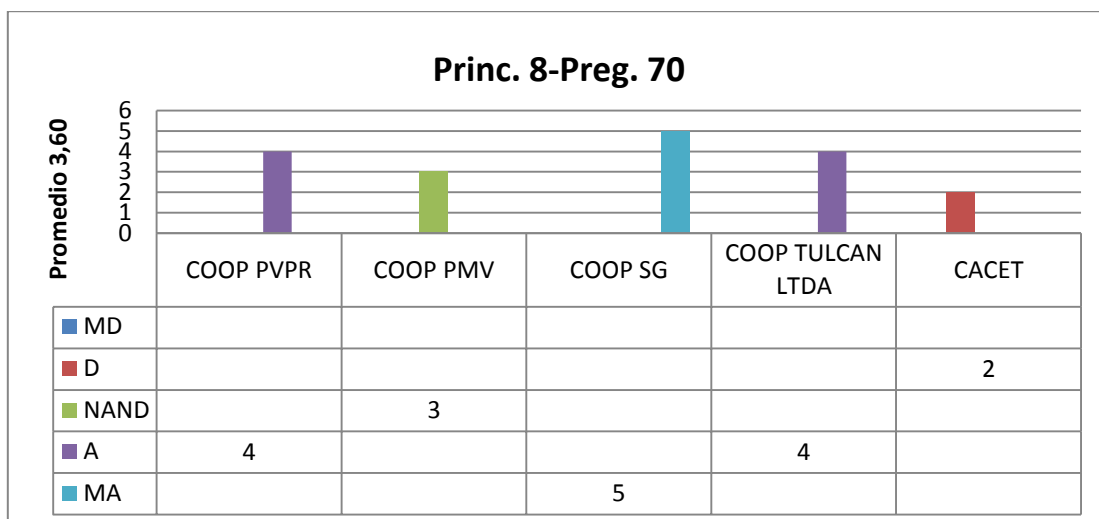 Princ. 8-Preg. 70
Promedio 3,60
6
5
4
3
2
1
0
COOP PVPR COOP PMV COOP SG COOP TULCAN LTDA CACET
MD
D 2
NAND 3
A 4 4
MA 5